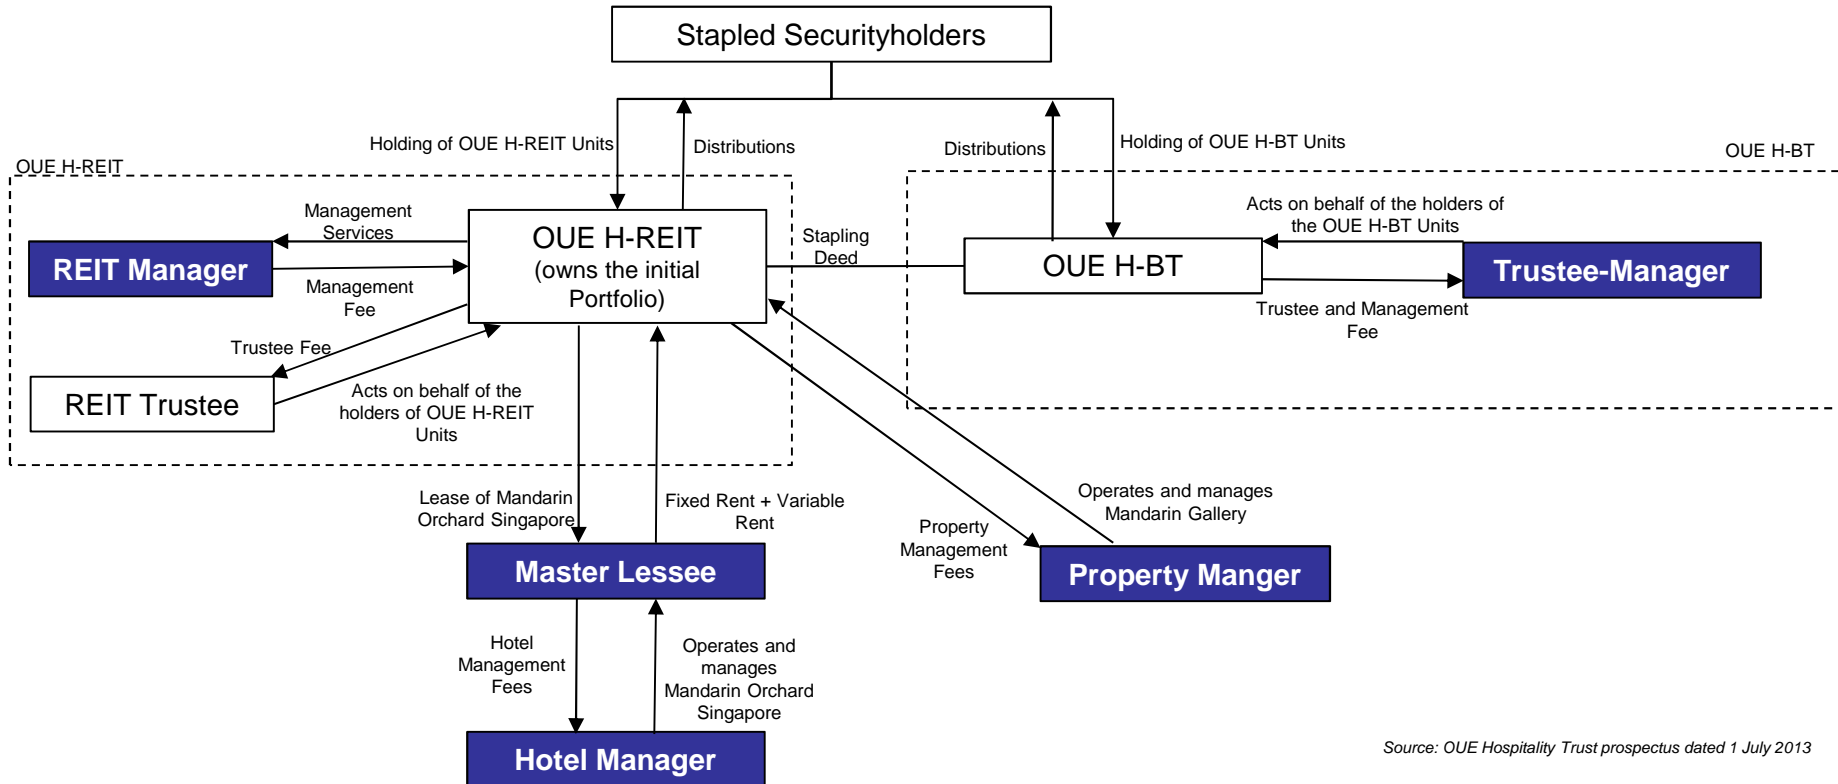 Stapled Securityholders
Holding of OUE H-REIT Units
Distributions
Distributions
Holding of OUE H-BT Units
OUE H-REIT
OUE H-BT
Management
Services
REIT Manager
Management
Fee
OUE H-REIT
(owns the initial
Portfolio)
Stapling
Deed
OUE H-BT
Acts on behalf of the holders of
the OUE H-BT Units
Trustee-Manager
Trustee and Management
Fee
Trustee Fee
REIT Trustee
Acts on behalf of the
holders of OUE H-REIT
Units
Lease of Mandarin
Orchard Singapore
Fixed Rent + Variable
Rent
Property
Management
Fees
Operates and manages
Mandarin Gallery
Master Lessee
Property Manger
Hotel
Management
Fees
Operates and
manages
Mandarin Orchard
Singapore
Hotel Manager
Source: OUE Hospitality Trust prospectus dated 1 July 2013